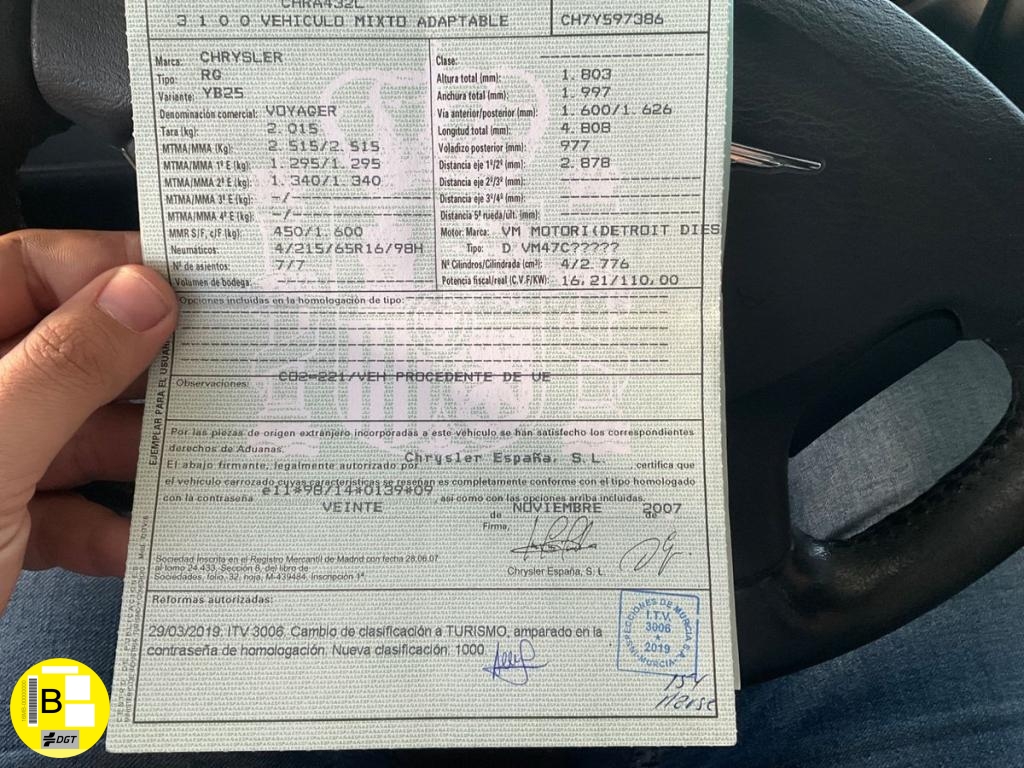 CHRA432L
3 1 0 0 VEHICULO MIXTO ADAPTABLE
CH7Y597386
Marca: CHRYSLER
Tipo: RG
Variante: YB25
Denominación comercial: VOYAGER
Tara (kg): 2.015
MTMA/MMA (Kg): 2.515/2.515
MTMA/MMA 1º E (kg): 1.295/1.295
MTMA/MMA 2º E (kg): 1.340/1.340
MTMA/MMA 3º E (kg): -/---------------
MTMA/MMA 4º E (kg): -/---------------
MMR S/F, c/F (kg): 450/1.600
Neumáticos: 4/215/65R16/98H
Nº de asientos: 7/7
Volumen de bodega: ---------------
Clase: ---------------
Altura total (mm): 1.803
Anchura total (mm): 1.997
Vía anterior/posterior (mm): 1.600/1.626
Longitud total (mm): 4.808
Voladizo posterior (mm): 977
Distancia eje 1º/2º (mm): 2.878
Distancia eje 2º/3º (mm): ---------------
Distancia eje 3º/4º (mm): ---------------
Distancia 5ª rueda/últ. (mm): ---------------
Motor: Marca: VM MOTORI(DETROIT DIES
Tipo: D VM47C?????
Nº Cilindros/Cilindrada (cm³): 4/2.776
Potencia fiscal/real (C.V.F/KW): 16,21/110,00
Opciones incluidas en la homologación de tipo:
Observaciones: CO2-221/VEH PROCEDENTE DE UE
EJEMPLAR PARA EL USUARIO
Por las piezas de origen extranjero incorporadas a este vehículo se han satisfecho los correspondientes
derechos de Aduanas.
El abajo firmante, legalmente autorizado por Chrysler España, S.L. , certifica que
el vehículo carrozado cuyas características se reseñan es completamente conforme con el tipo homologado
con la contraseña e11*98/14*0139*09 , así como con las opciones arriba incluidas.
VEINTE de NOVIEMBRE de 2007
Firma,
Chrysler España, S. L.
Sociedad Inscrita en el Registro Mercantil de Madrid con fecha 28.06.07
al tomo 24.433, Sección 8, del libro de
Sociedades, folio 32, hoja, M-439484, Inscripción 1ª.
Reformas autorizadas:
29/03/2019. ITV 3006. Cambio de clasificación a TURISMO, amparado en la
contraseña de homologación. Nueva clasificación: 1000.
INSPECCIONES DE MURCIA S.A.
I.T.V.
3006
2019
-MURCIA-
B
DGT